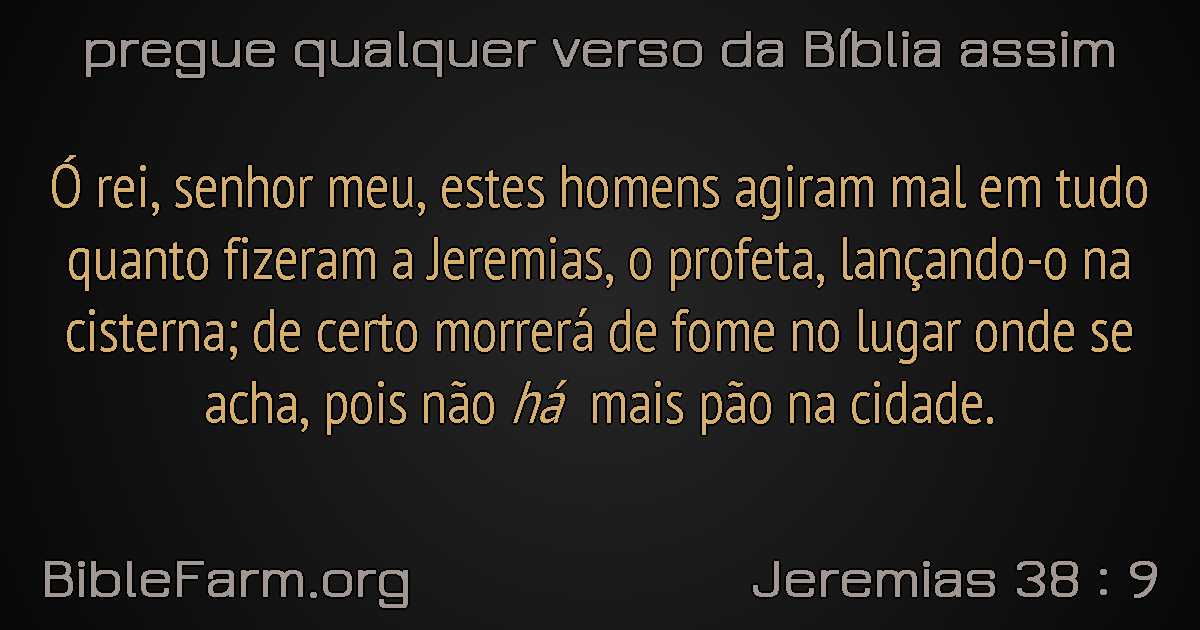 pregue qualquer verso da Bíblia assim
Ó rei, senhor meu, estes homens agiram mal em tudo
quanto fizeram a Jeremias, o profeta, lançando-o na
cisterna; de certo morrerá de fome no lugar onde se
acha, pois não há mais pão na cidade.
BibleFarm.org
Jeremias 38 : 9